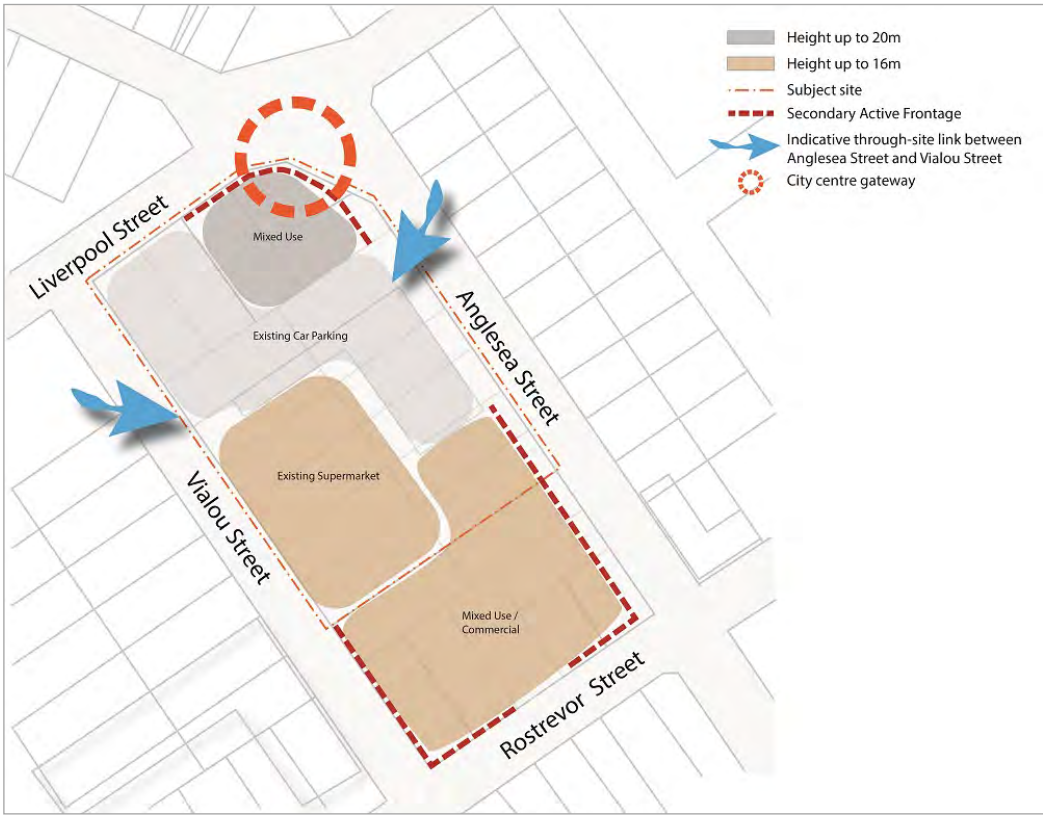 Height up to 20m
Height up to 16m
Subject site
Secondary Active Frontage
Indicative through-site link between
Anglesea Street and Vialou Street
City centre gateway
Liverpool Street
Mixed Use
Existing Car Parking
Anglesea Street
Existing Supermarket
Vialou Street
Mixed Use /
Commercial
Rostrevor Street